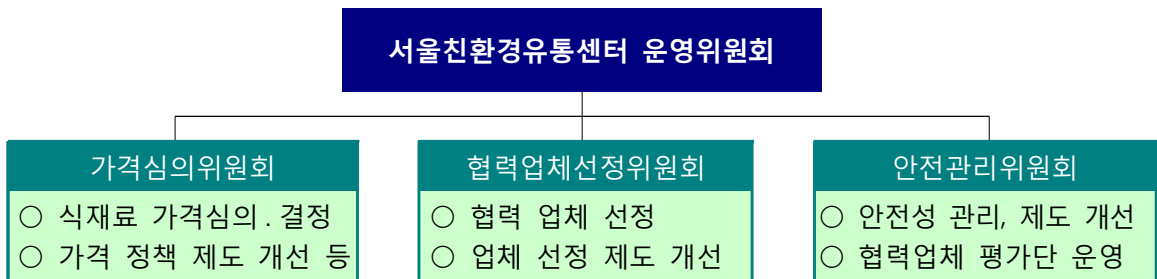 서울친환경유통센터 운영위원회
가격심의위원회
○ 식재료 가격심의.결정
○ 가격 정책 제도 개선 등
협력업체선정위원회
○ 협력 업체 선정
○ 업체 선정 제도 개선
안전관리위원회
○ 안전성 관리, 제도 개선
○ 협력업체 평가단 운영